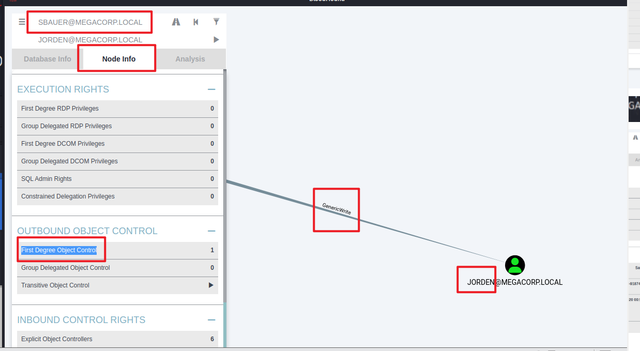 SBAUER@MEGACORP.LOCAL
JORDEN@MEGACORP.LOCAL
Database Info Node Info Analysis
EXECUTION RIGHTS
First Degree RDP Privileges 0
Group Delegated RDP Privileges 0
First Degree DCOM Privileges 0
Group Delegated DCOM Privileges 0
SQL Admin Rights 0
Constrained Delegation Privileges 0
OUTBOUND OBJECT CONTROL
First Degree Object Control 1
Group Delegated Object Control 0
Transitive Object Control
INBOUND CONTROL RIGHTS
Explicit Object Controllers 6
GenericWrite
JORDEN@MEGACORP.LOCAL